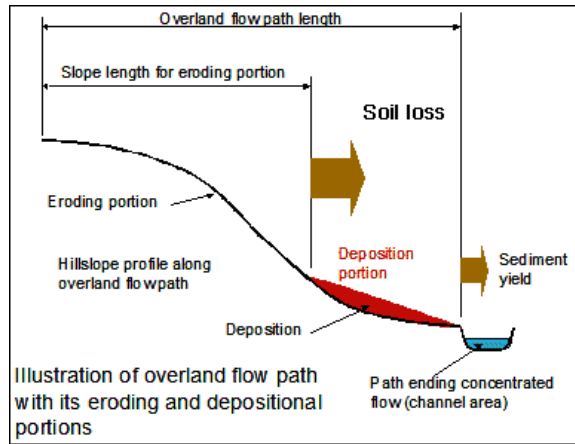 Overland flow path length
Slope length for eroding portion
Soil loss
Eroding portion
Deposition
portion
Sediment
yield
Hillslope profile along
overland flowpath
Deposition
Path ending concentrated
flow (channel area)
Illustration of overland flow path
with its eroding and depositional
portions